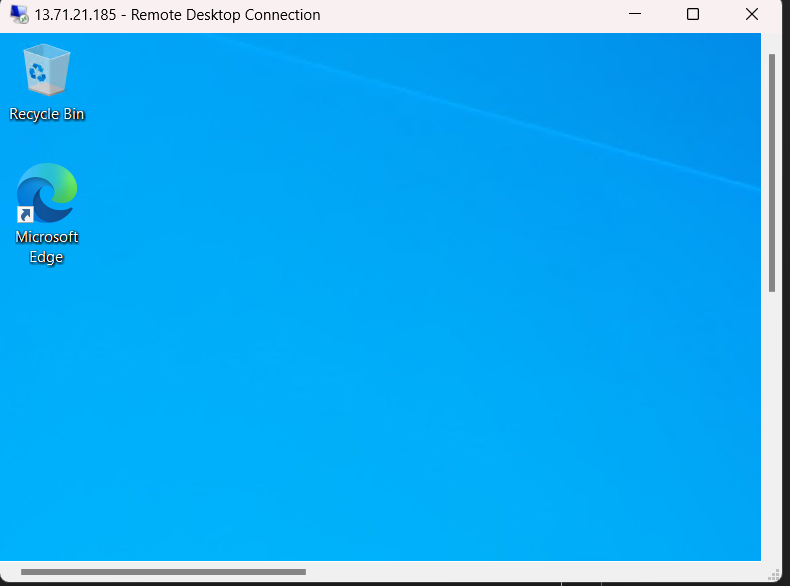 13.71.21.185 - Remote Desktop Connection
Recycle Bin
Microsoft
Edge